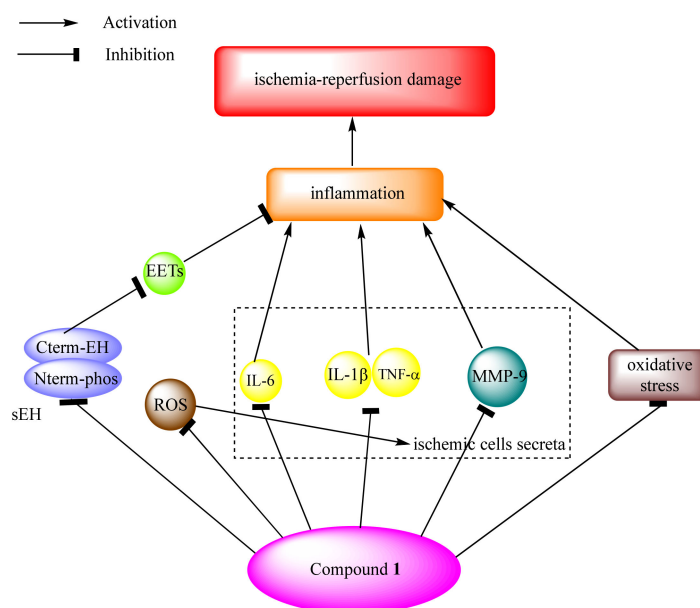 Activation
Inhibition
ischemia-reperfusion damage
inflammation
EETs
Cterm-EH
Nterm-phos
sEH
ROS
IL-6
IL-1β
TNF-α
MMP-9
oxidative
stress
ischemic cells secreta
Compound 1